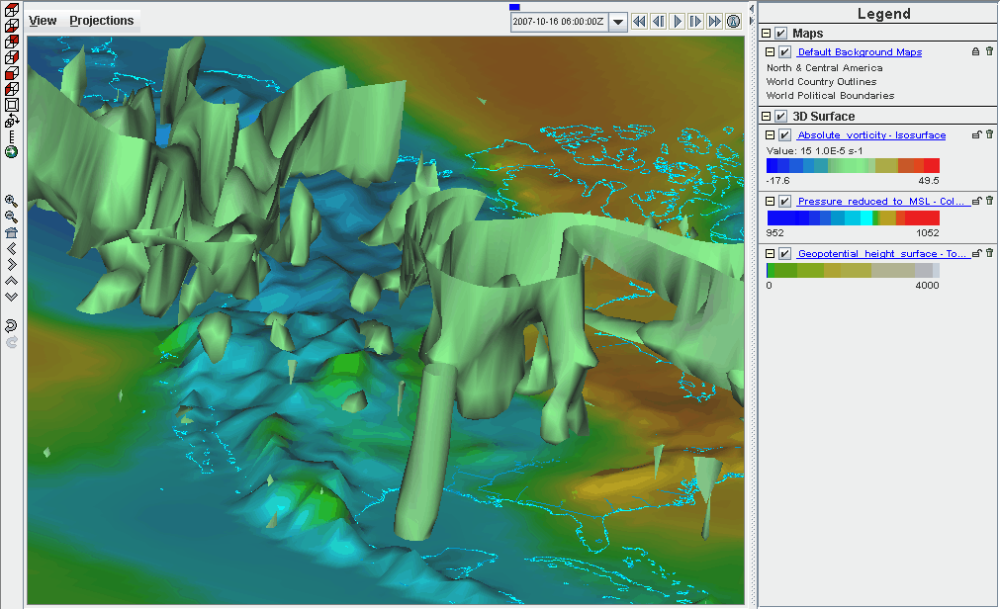 View Projections
2007-10-16 06:00:00Z
Legend
Maps
Default Background Maps
North & Central America
World Country Outlines
World Political Boundaries
3D Surface
Absolute vorticity - Isosurface
Value: 15 1.0E-5 s-1
-17.6 49.5
Pressure reduced to MSL - Col...
952 1052
Geopotential height surface - To...
0 4000